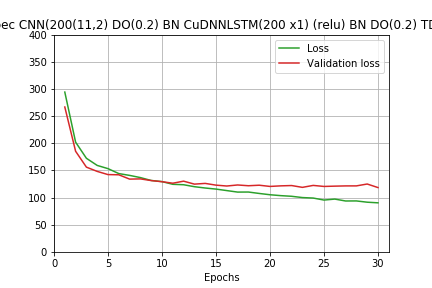 ec CNN(200(11,2) DO(0.2) BN CuDNNLSTM(200 x1) (relu) BN DO(0.2) TD
400
350
300
250
200
150
100
50
0
Loss
Validation loss
0 5 10 15 20 25 30
Epochs